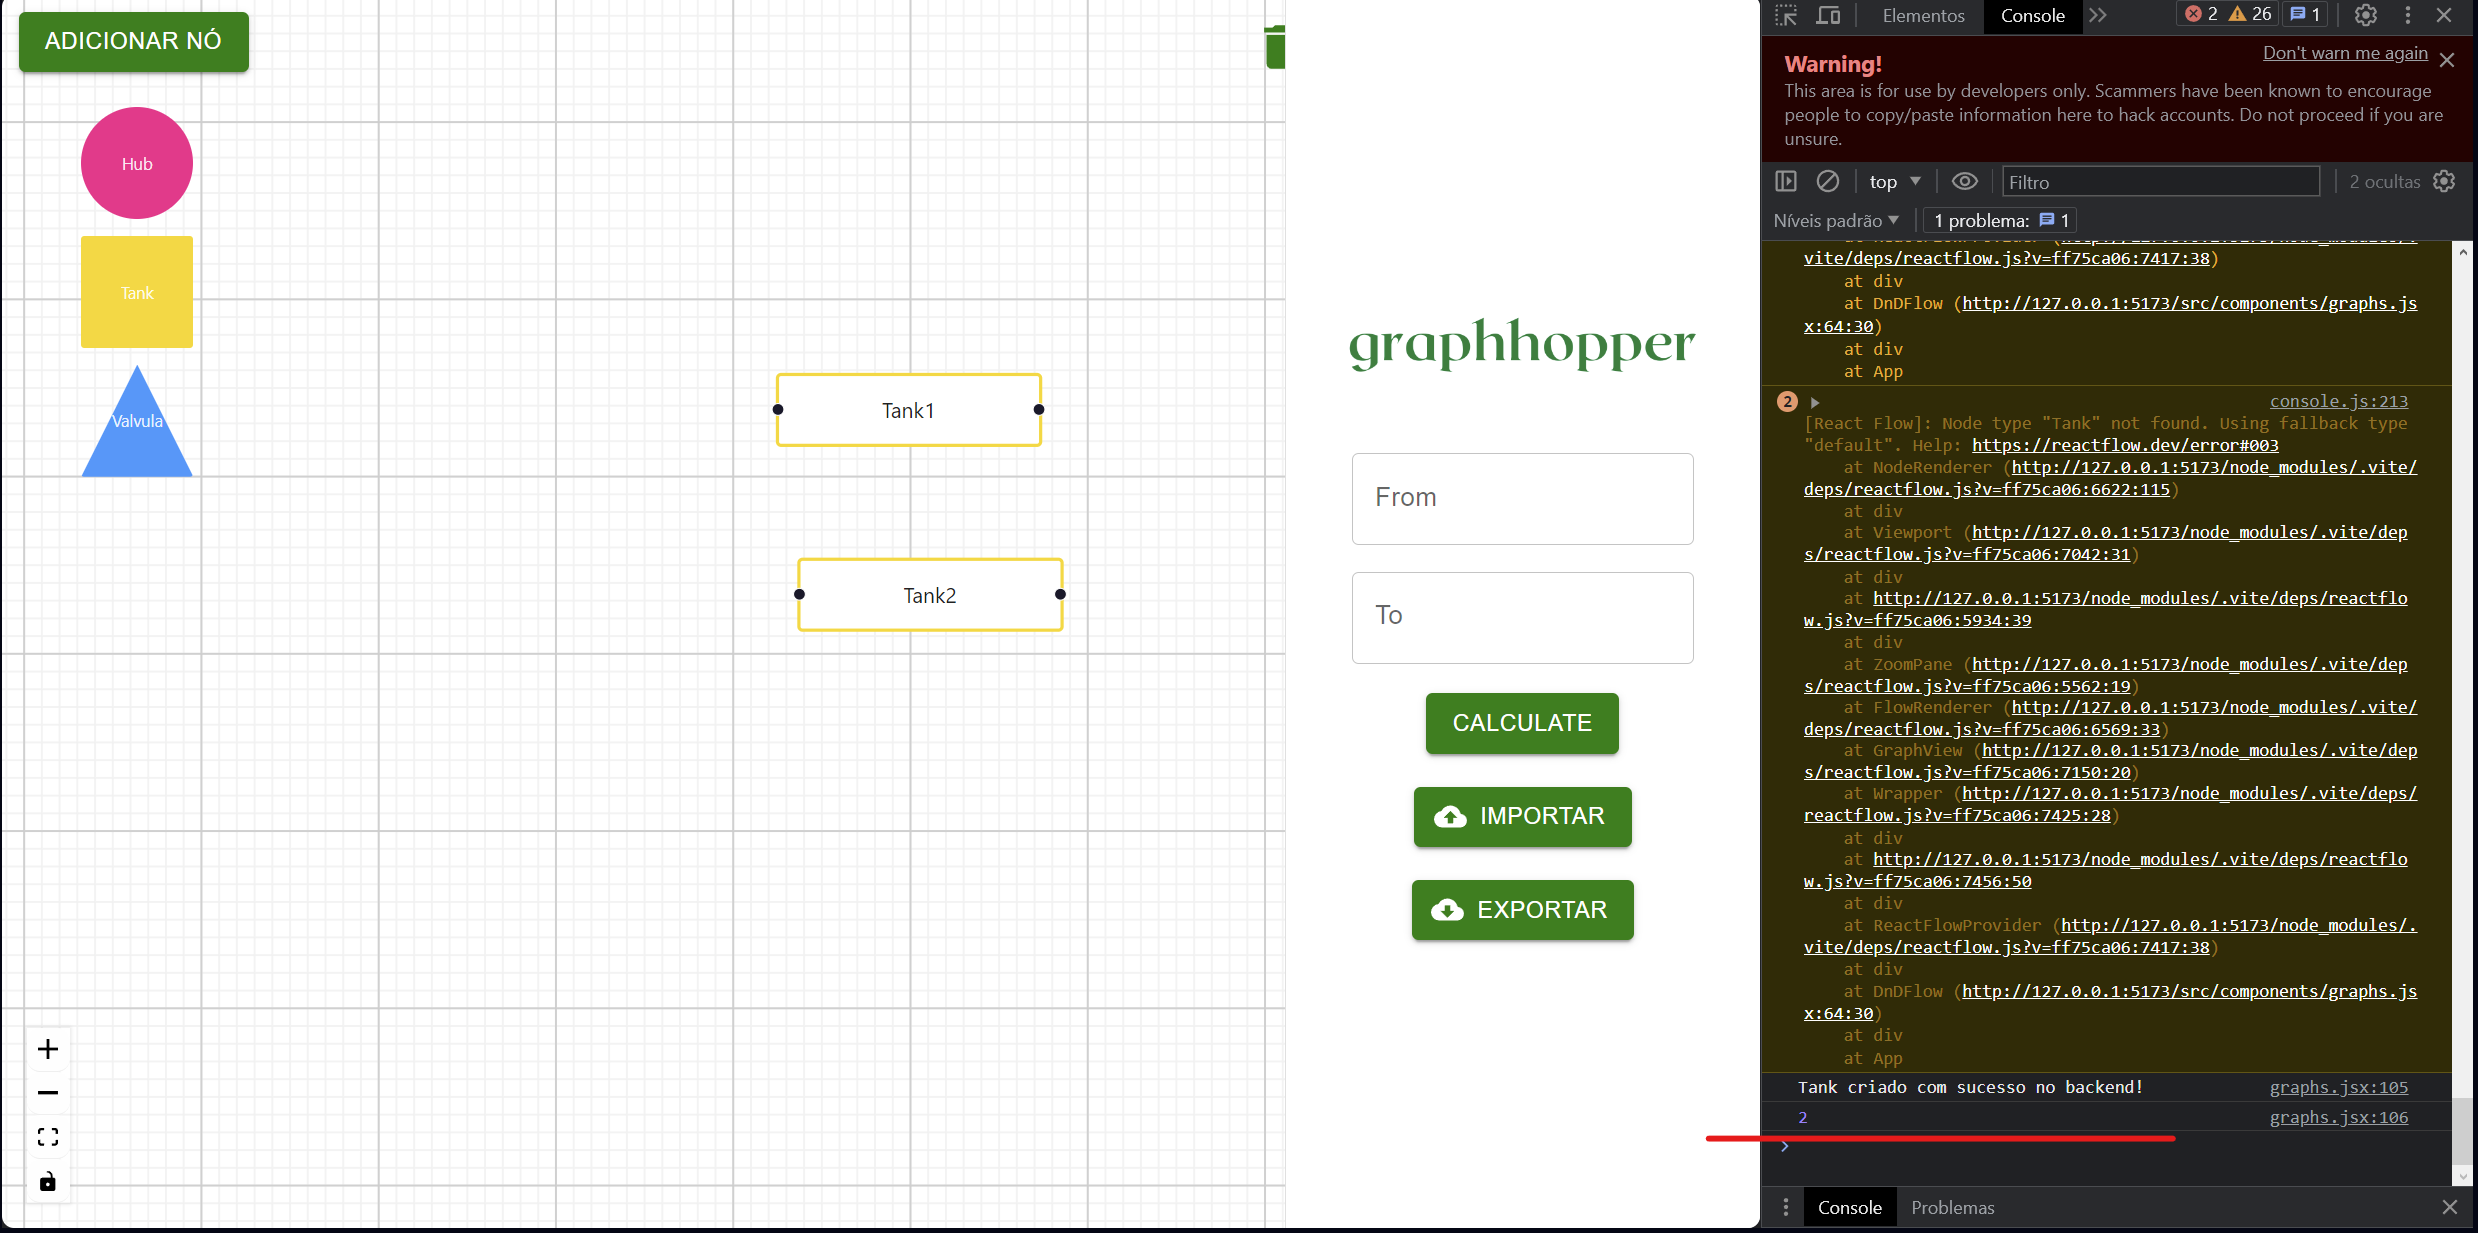 ADICIONAR NÓ
Hub
Tank
Valvula
Tank1
Tank2
graphhopper
From
To
CALCULATE
IMPORTAR
EXPORTAR
Elementos
Console
2
26
1
Warning!
Don't warn me again
This area is for use by developers only. Scammers have been known to encourage
people to copy/paste information here to hack accounts. Do not proceed if you are
unsure.
top
Filtro
2 ocultas
Níveis padrão
1 problema: 1
vite/deps/reactflow.js?v=ff75ca06:7417:38)
at div
at DnDFlow (http://127.0.0.1:5173/src/components/graphs.js
x:64:30)
at div
at App
2
console.js:213
[React Flow]: Node type "Tank" not found. Using fallback type
"default". Help: https://reactflow.dev/error#003
at NodeRenderer (http://127.0.0.1:5173/node_modules/.vite/
deps/reactflow.js?v=ff75ca06:6622:115)
at div
at Viewport (http://127.0.0.1:5173/node_modules/.vite/dep
s/reactflow.js?v=ff75ca06:7042:31)
at div
at http://127.0.0.1:5173/node_modules/.vite/deps/reactflo
w.js?v=ff75ca06:5934:39
at div
at ZoomPane (http://127.0.0.1:5173/node_modules/.vite/dep
s/reactflow.js?v=ff75ca06:5562:19)
at FlowRenderer (http://127.0.0.1:5173/node_modules/.vite/
deps/reactflow.js?v=ff75ca06:6569:33)
at GraphView (http://127.0.0.1:5173/node_modules/.vite/dep
s/reactflow.js?v=ff75ca06:7150:20)
at Wrapper (http://127.0.0.1:5173/node_modules/.vite/deps/
reactflow.js?v=ff75ca06:7425:28)
at div
at http://127.0.0.1:5173/node_modules/.vite/deps/reactflo
w.js?v=ff75ca06:7456:50
at div
at ReactFlowProvider (http://127.0.0.1:5173/node_modules/.
vite/deps/reactflow.js?v=ff75ca06:7417:38)
at div
at DnDFlow (http://127.0.0.1:5173/src/components/graphs.js
x:64:30)
at div
at App
Tank criado com sucesso no backend!
graphs.jsx:105
2
graphs.jsx:106
Console
Problemas